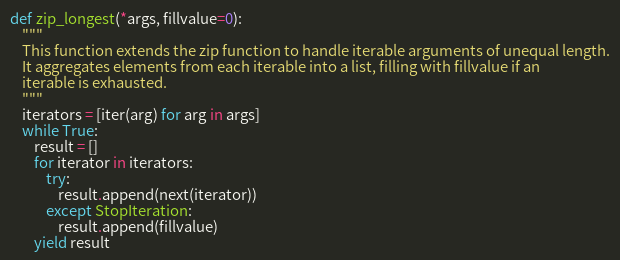 def zip_longest(*args, fillvalue=0):
    """
    This function extends the zip function to handle iterable arguments of unequal length.
    It aggregates elements from each iterable into a list, filling with fillvalue if an
    iterable is exhausted.
    """
    iterators = [iter(arg) for arg in args]
    while True:
        result = []
        for iterator in iterators:
            try:
                result.append(next(iterator))
            except StopIteration:
                result.append(fillvalue)
        yield result